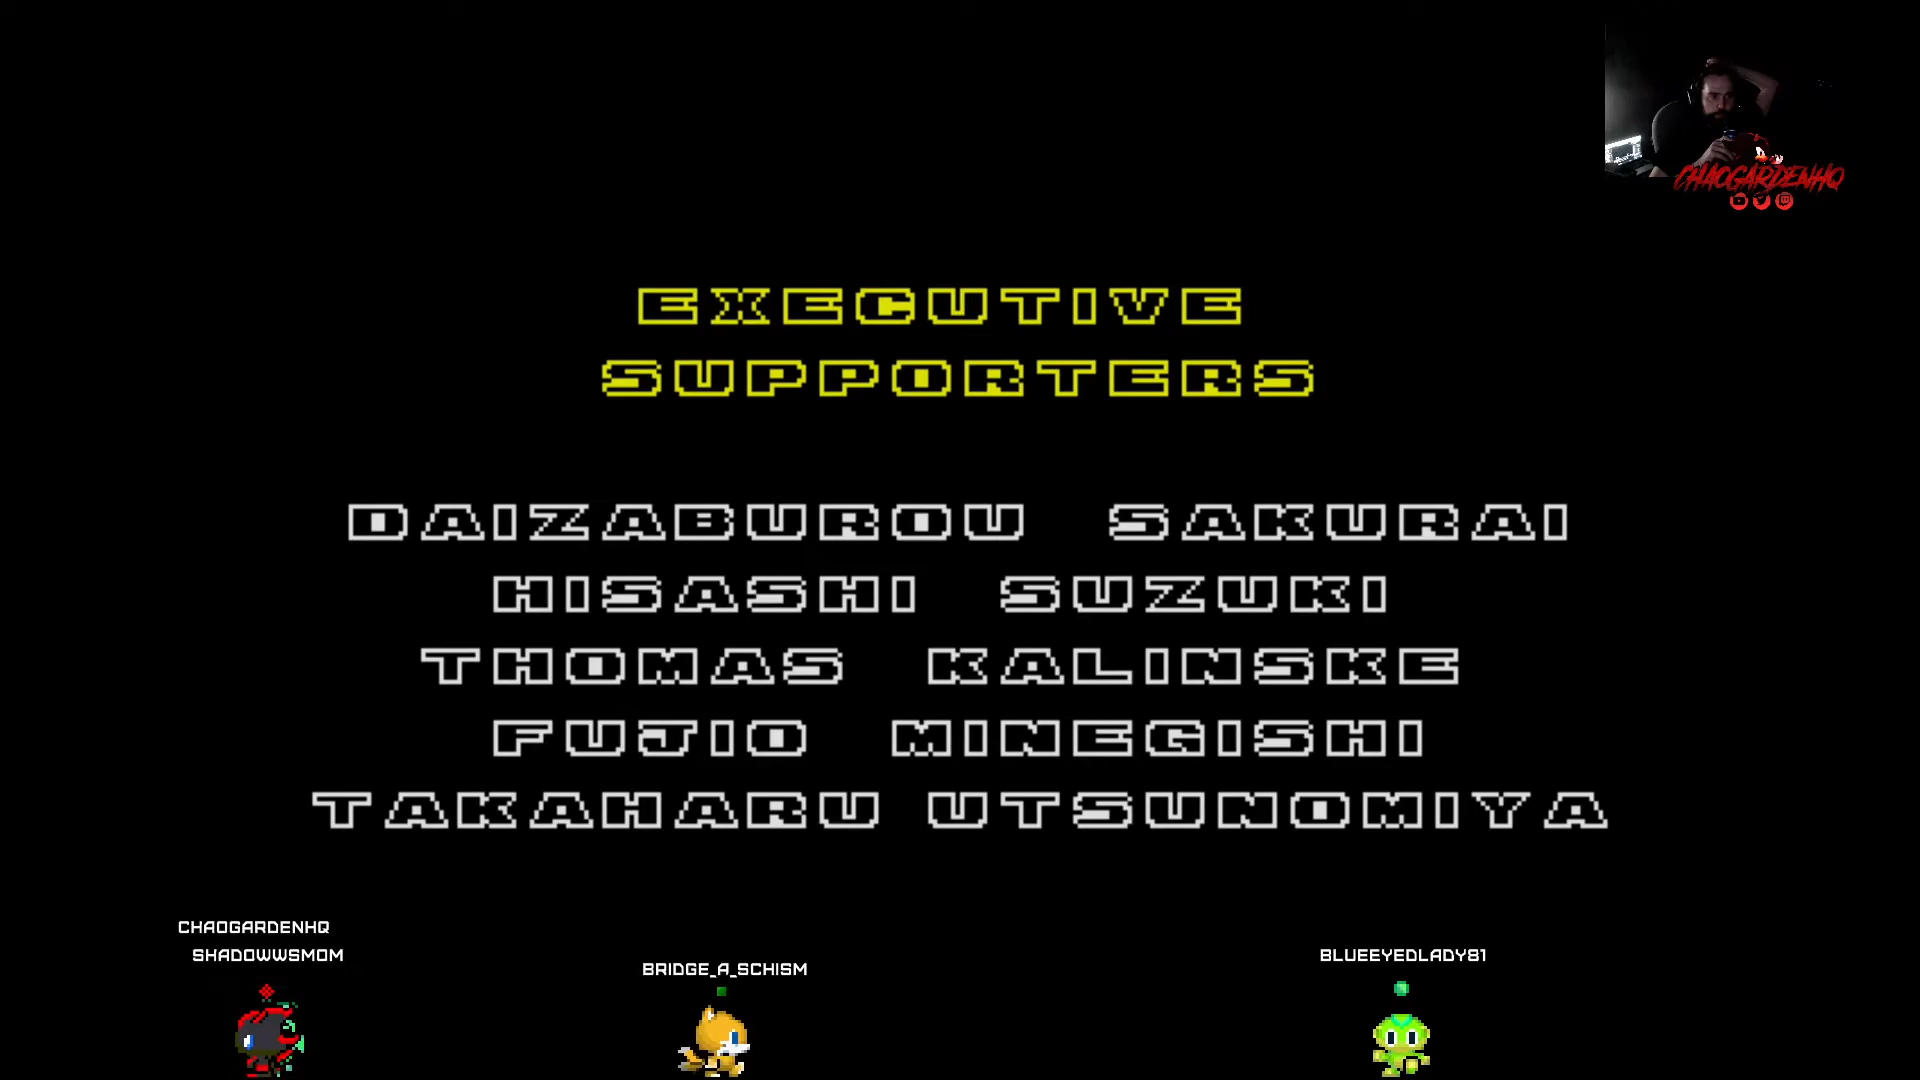 CHAOGARDENHQ
EXECUTIVE
SUPPORTERS
DAIZABUROU SAKURAI
HISASHI SUZUKI
THOMAS KALINSKE
FUJIO MINEGISHI
TAKAHARU UTSUNOMIYA
CHAOGARDENHQ
SHADOWWSMOM
BRIDGE_A_SCHISM
BLUEEYEDLADY81